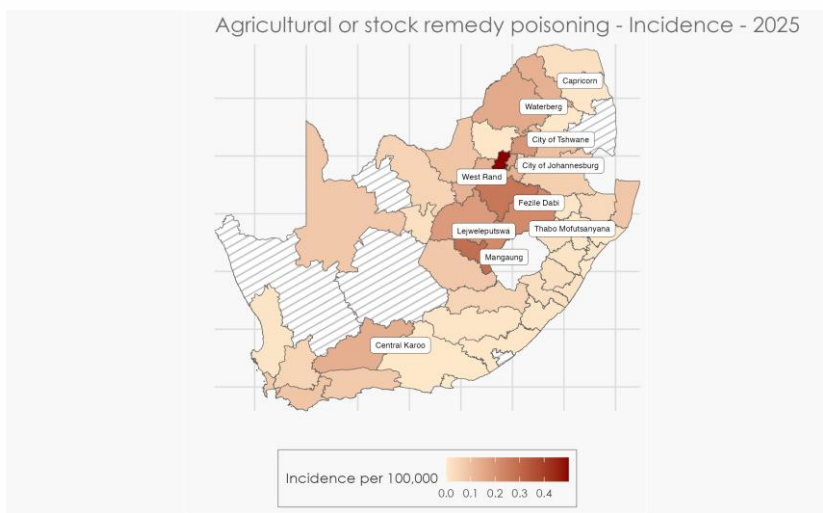 Agricultural or stock remedy poisoning - Incidence - 2025
Capricorn
Waterberg
City of Tshwane
City of Johannesburg
West Rand
Fezile Dabi
Lejweleputswa
Thabo Mofutsanyana
Mangaung
Central Karoo
Incidence per 100,000
0.0 0.1 0.2 0.3 0.4